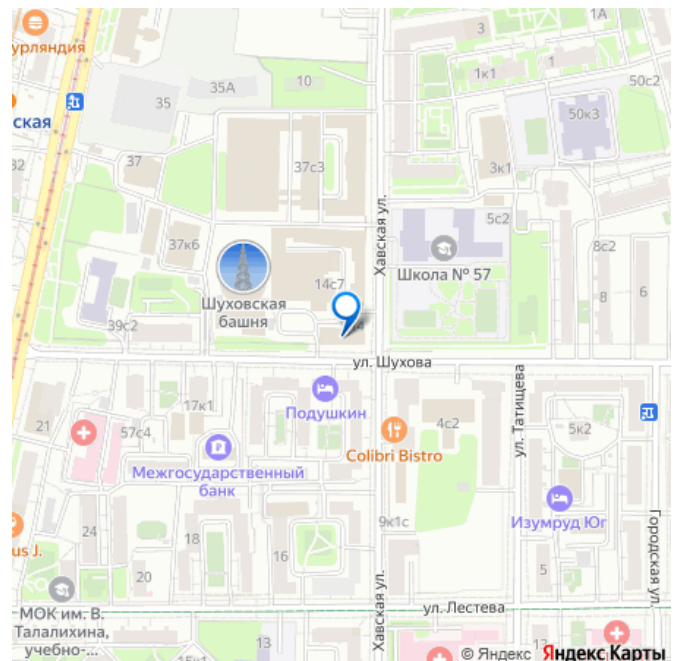 урляндия
ская
32
35
35А
10
3
1к1
1
1А
50с2
50к3
37
37с3
3к1
Хавская ул.
5с2
37к6
14с7
Школа № 57
8с2
8
6
Шуховская
башня
39с2
ул. Шухова
Подушкин
17к1
21
57с4
Colibri Bistro
4с2
ул. Татищева
5к2
Межгосударственный
банк
Изумруд Юг
Городская ул.
us J.
24
18
16
9к1с
20
5
МОК им. В.
Талалихина,
учебно-...
Хавская ул.
ул. Лестева
13
15к1
13
© Яндекс Яндекс Карты